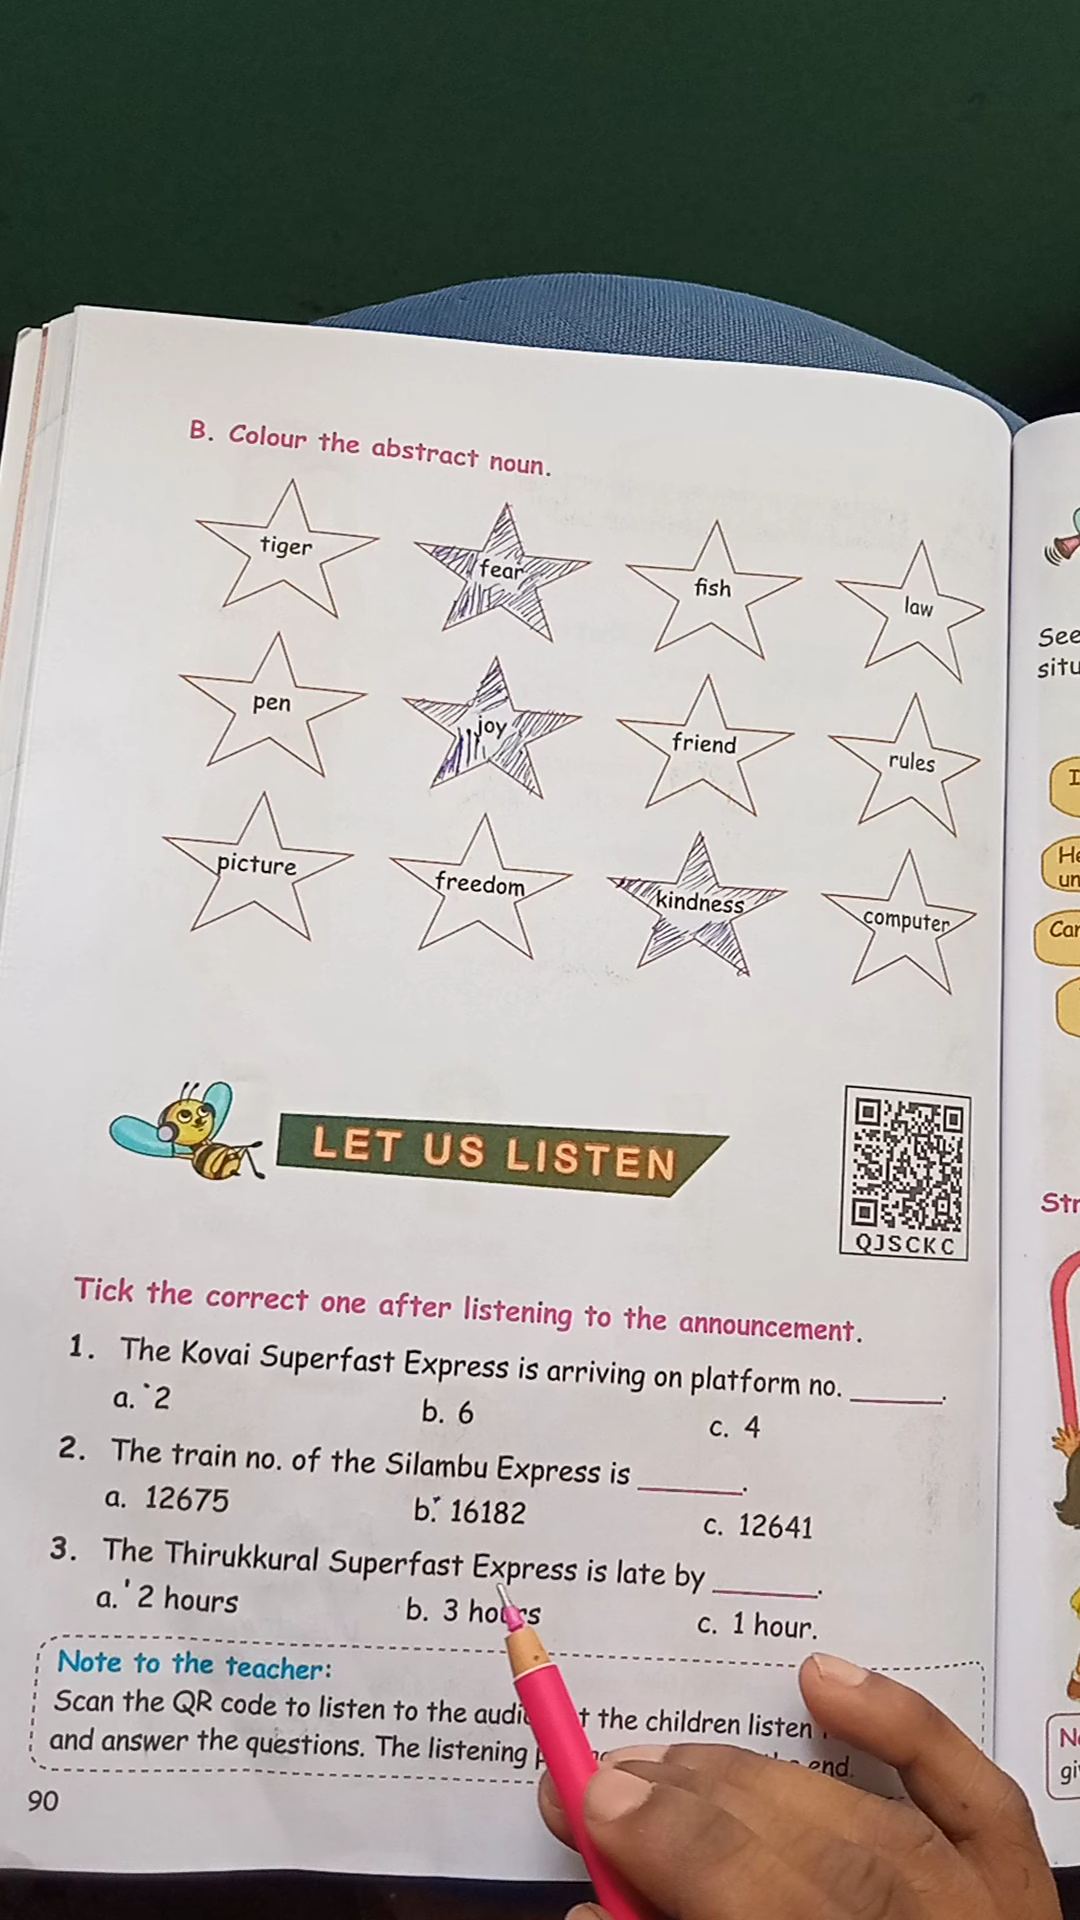 B. Colour the abstract noun.
tiger fear fish law
pen joy friend rules
picture freedom kindness computer
LET US LISTEN
QJSCKC
Tick the correct one after listening to the announcement.
1. The Kovai Superfast Express is arriving on platform no. ______.
a. 2 b. 6 c. 4
2. The train no. of the Silambu Express is ______.
a. 12675 b. 16182 c. 12641
3. The Thirukkural Superfast Express is late by ______.
a. 2 hours b. 3 hours c. 1 hour.
Note to the teacher:
Scan the QR code to listen to the the children listen
and answer the questions. The listening end.
90
See
situ
I
He
un
Car
Str
gi